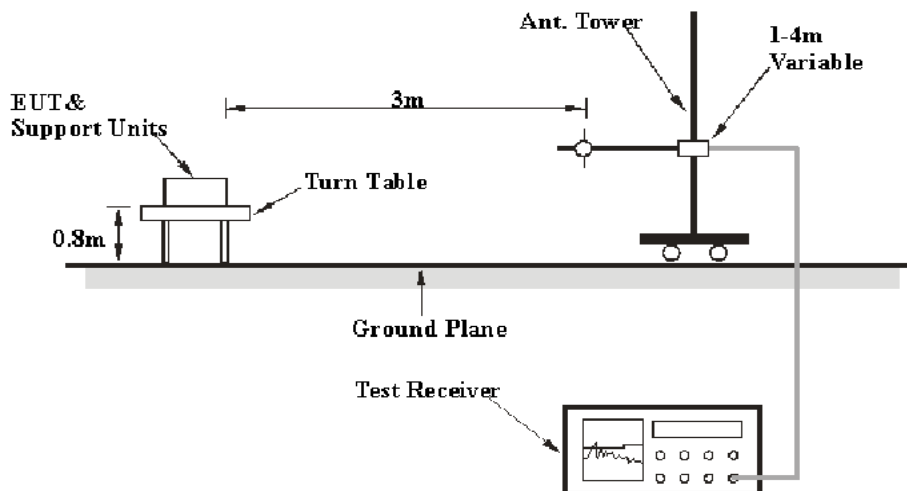 Ant. Tower
1-4m
Variable
3m
EUT &
Support Units
Turn Table
0.8m
Ground Plane
Test Receiver